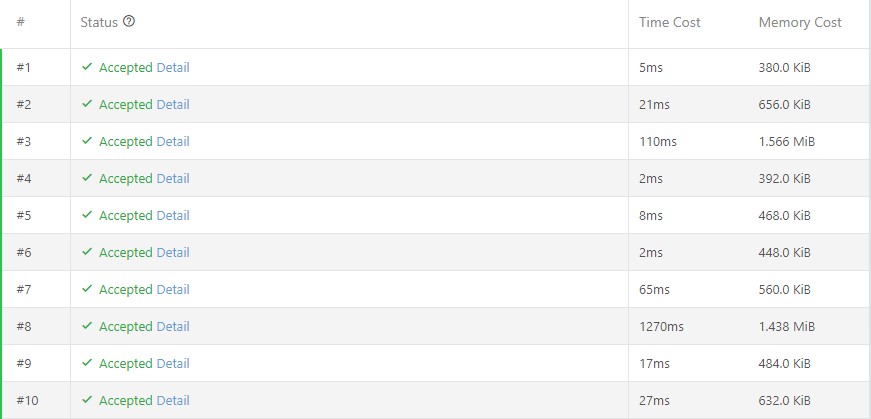 # Status ? Time Cost Memory Cost
#1 Accepted Detail 5ms 380.0 KiB
#2 Accepted Detail 21ms 656.0 KiB
#3 Accepted Detail 110ms 1.566 MiB
#4 Accepted Detail 2ms 392.0 KiB
#5 Accepted Detail 8ms 468.0 KiB
#6 Accepted Detail 2ms 448.0 KiB
#7 Accepted Detail 65ms 560.0 KiB
#8 Accepted Detail 1270ms 1.438 MiB
#9 Accepted Detail 17ms 484.0 KiB
#10 Accepted Detail 27ms 632.0 KiB